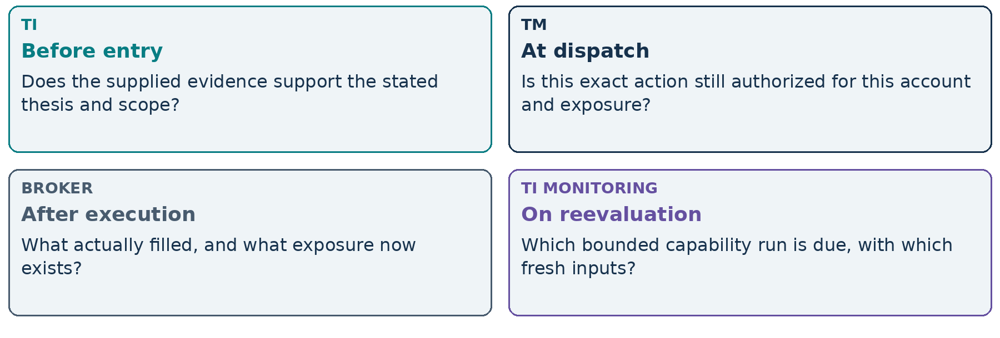 TI
Before entry
Does the supplied evidence support the stated
thesis and scope?
TM
At dispatch
Is this exact action still authorized for this account
and exposure?
BROKER
After execution
What actually filled, and what exposure now
exists?
TI MONITORING
On reevaluation
Which bounded capability run is due, with which
fresh inputs?